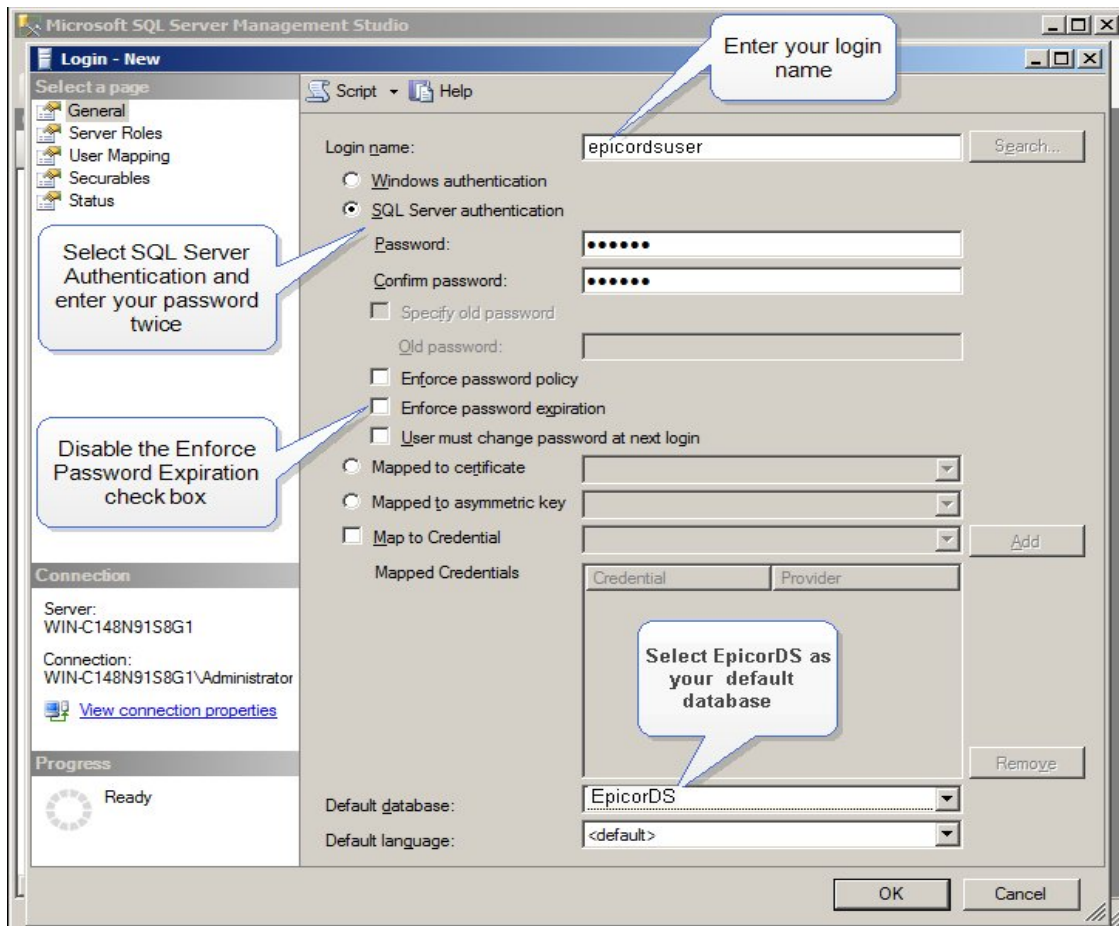 Microsoft SQL Server Management Studio
Login - New
Enter your login
name
Select a page
General
Server Roles
User Mapping
Securables
Status
Script
Help
Login name:
epicordsuser
Search...
Windows authentication
SQL Server authentication
Password:
••••••
Confirm password:
••••••
Specify old password
Old password:
Enforce password policy
Enforce password expiration
User must change password at next login
Mapped to certificate
Mapped to asymmetric key
Map to Credential
Add
Mapped Credentials
Credential
Provider
Select SQL Server
Authentication and
enter your password
twice
Disable the Enforce
Password Expiration
check box
Connection
Server:
WIN-C148N91S8G1
Connection:
WIN-C148N91S8G1\Administrator
View connection properties
Progress
Ready
Select EpicorDS as
your default
database
Remove
Default database:
EpicorDS
Default language:
<default>
OK
Cancel